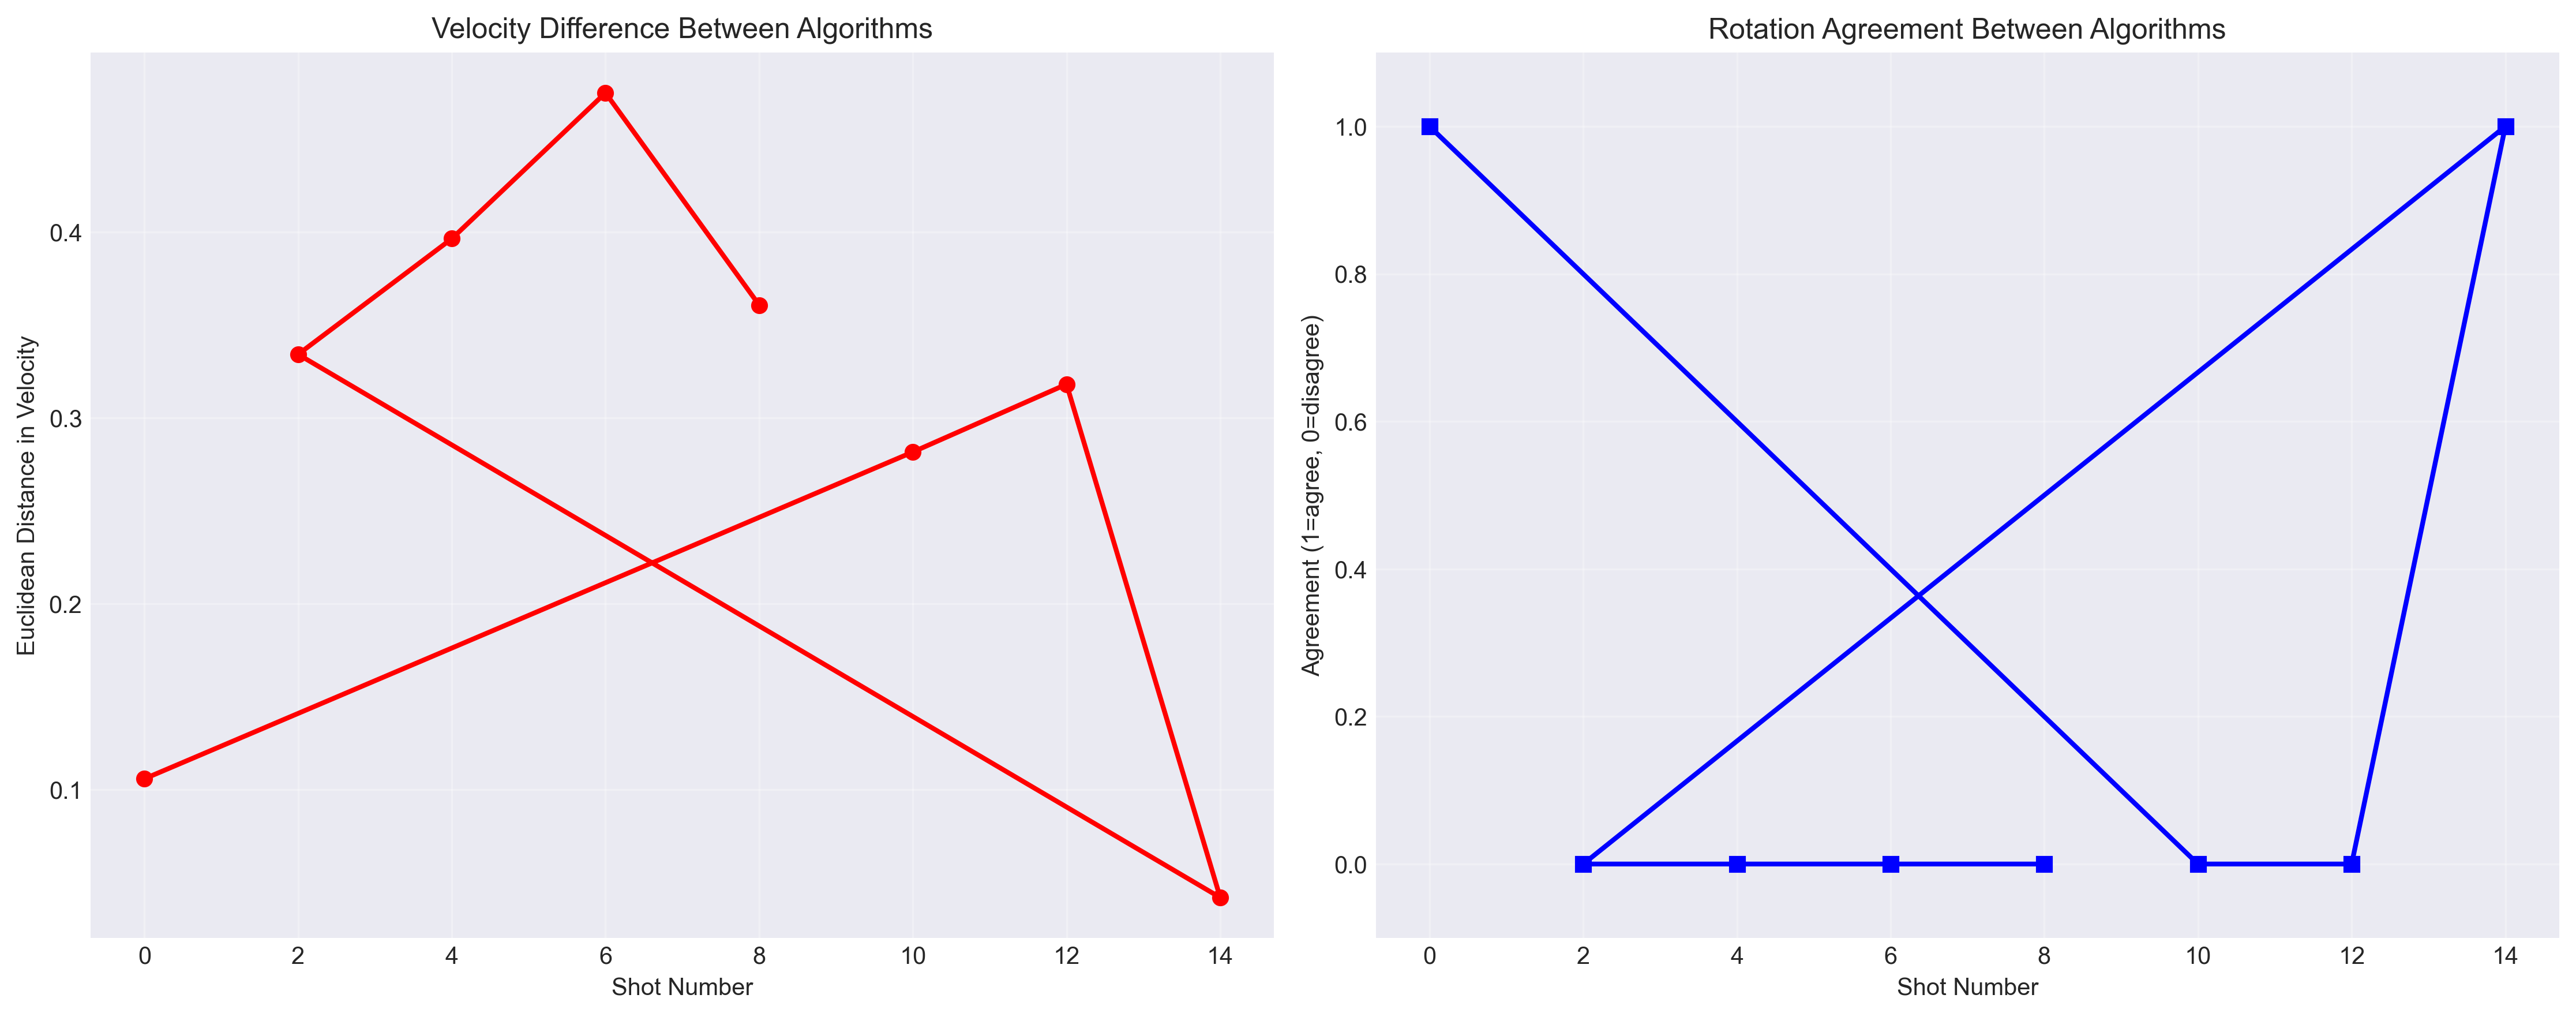 Velocity Difference Between Algorithms
Euclidean Distance in Velocity
0.4
0.3
0.2
0.1
0 2 4 6 8 10 12 14
Shot Number
Rotation Agreement Between Algorithms
Agreement (1=agree, 0=disagree)
1.0
0.8
0.6
0.4
0.2
0.0
0 2 4 6 8 10 12 14
Shot Number